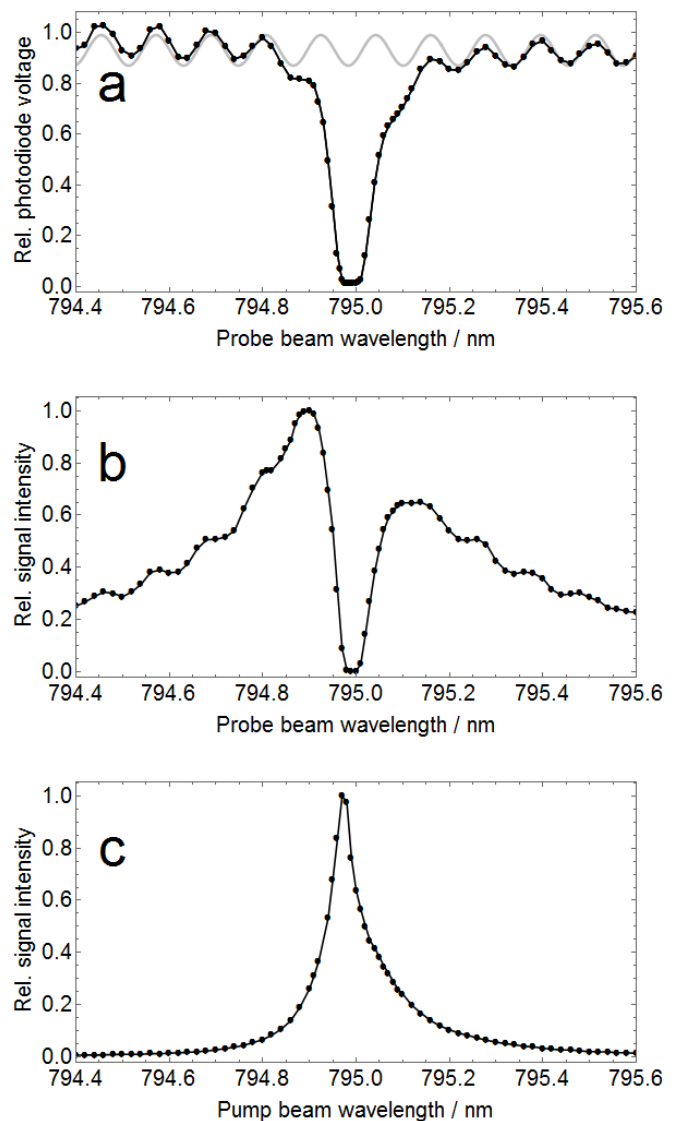 a
Rel. photodiode voltage
1.0
0.8
0.6
0.4
0.2
0.0
794.4 794.6 794.8 795.0 795.2 795.4 795.6
Probe beam wavelength / nm
b
Rel. signal intensity
1.0
0.8
0.6
0.4
0.2
0.0
794.4 794.6 794.8 795.0 795.2 795.4 795.6
Probe beam wavelength / nm
c
Rel. signal intensity
1.0
0.8
0.6
0.4
0.2
0.0
794.4 794.6 794.8 795.0 795.2 795.4 795.6
Pump beam wavelength / nm